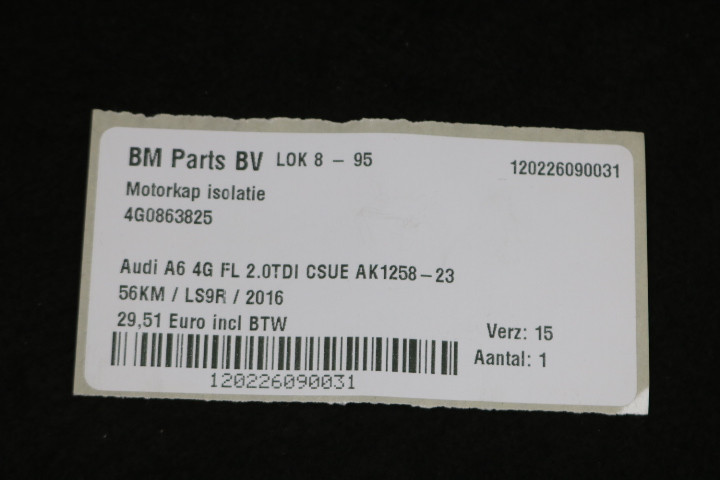 BM Parts BV LOK 8 - 95 120226090031
Motorkap isolatie
4G0863825
Audi A6 4G FL 2.0TDI CSUE AK1258-23
56KM / LS9R / 2016
29,51 Euro incl BTW
Verz: 15
Aantal: 1
120226090031